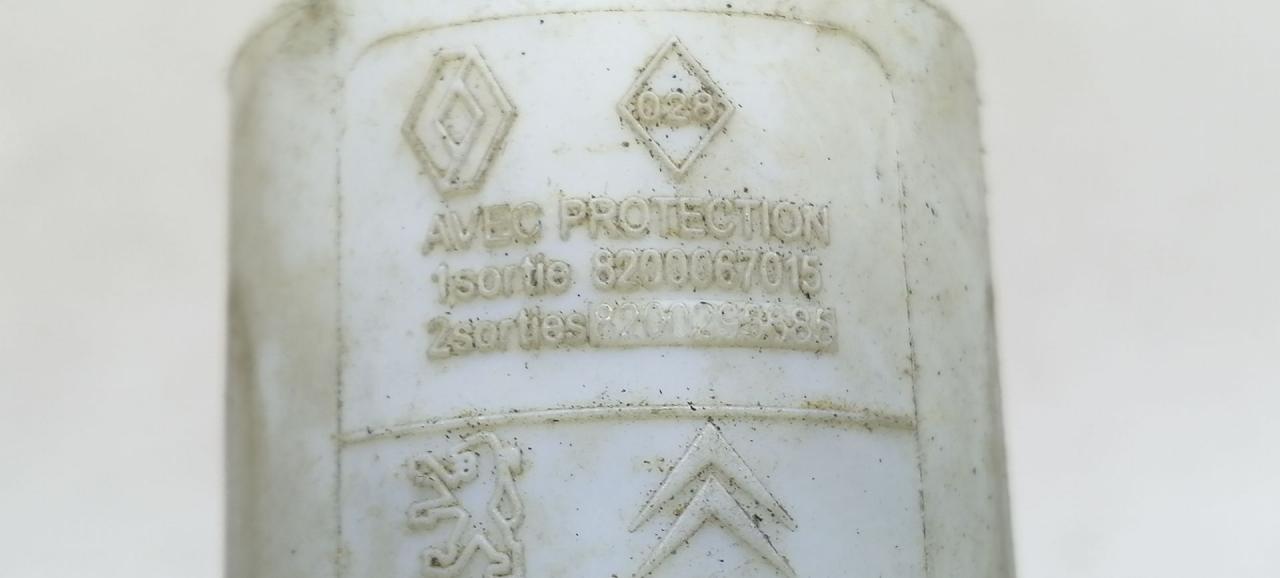 028
AVEC PROTECTION
1sortie 8200067015
2sorties